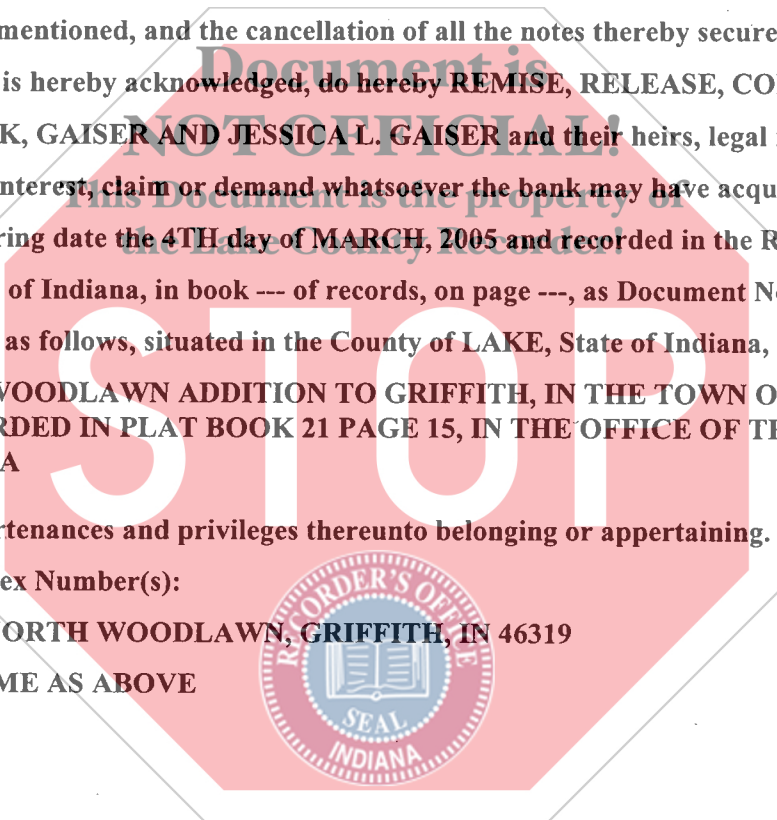 mentioned, and the cancellation of all the notes thereby secure
Document is
is hereby acknowledged, do hereby REMISE, RELEASE, CO
NOT OFFICIAL!
K, GAISER AND JESSICA L. GAISER and their heirs, legal
This Document is the property of
nterest, claim or demand whatsoever the bank may have acqu
the Lake County Recorder!
ring date the 4TH day of MARCH, 2005 and recorded in the R
of Indiana, in book --- of records, on page ---, as Document N
as follows, situated in the County of LAKE, State of Indiana,
STOP
WOODLAWN ADDITION TO GRIFFITH, IN THE TOWN O
RDED IN PLAT BOOK 21 PAGE 15, IN THE OFFICE OF TH
A
rtenances and privileges thereunto belonging or appertaining.
ex Number(s):
ORTH WOODLAWN, GRIFFITH, IN 46319
ME AS ABOVE
RECORDER'S OFFICE
SEAL
INDIANA